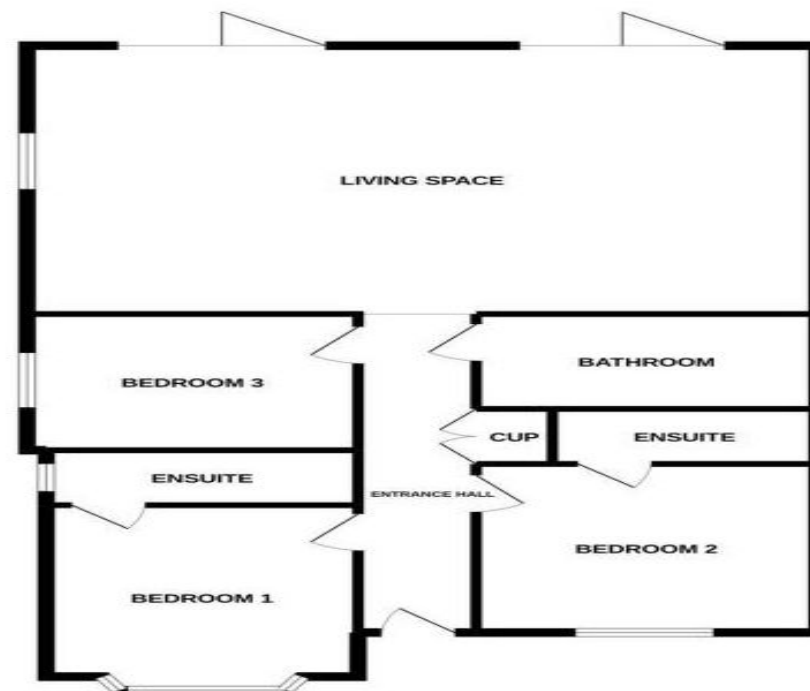 LIVING SPACE
BEDROOM 3
BATHROOM
CUP
ENSUITE
ENSUITE
ENTRANCE HALL
BEDROOM 2
BEDROOM 1